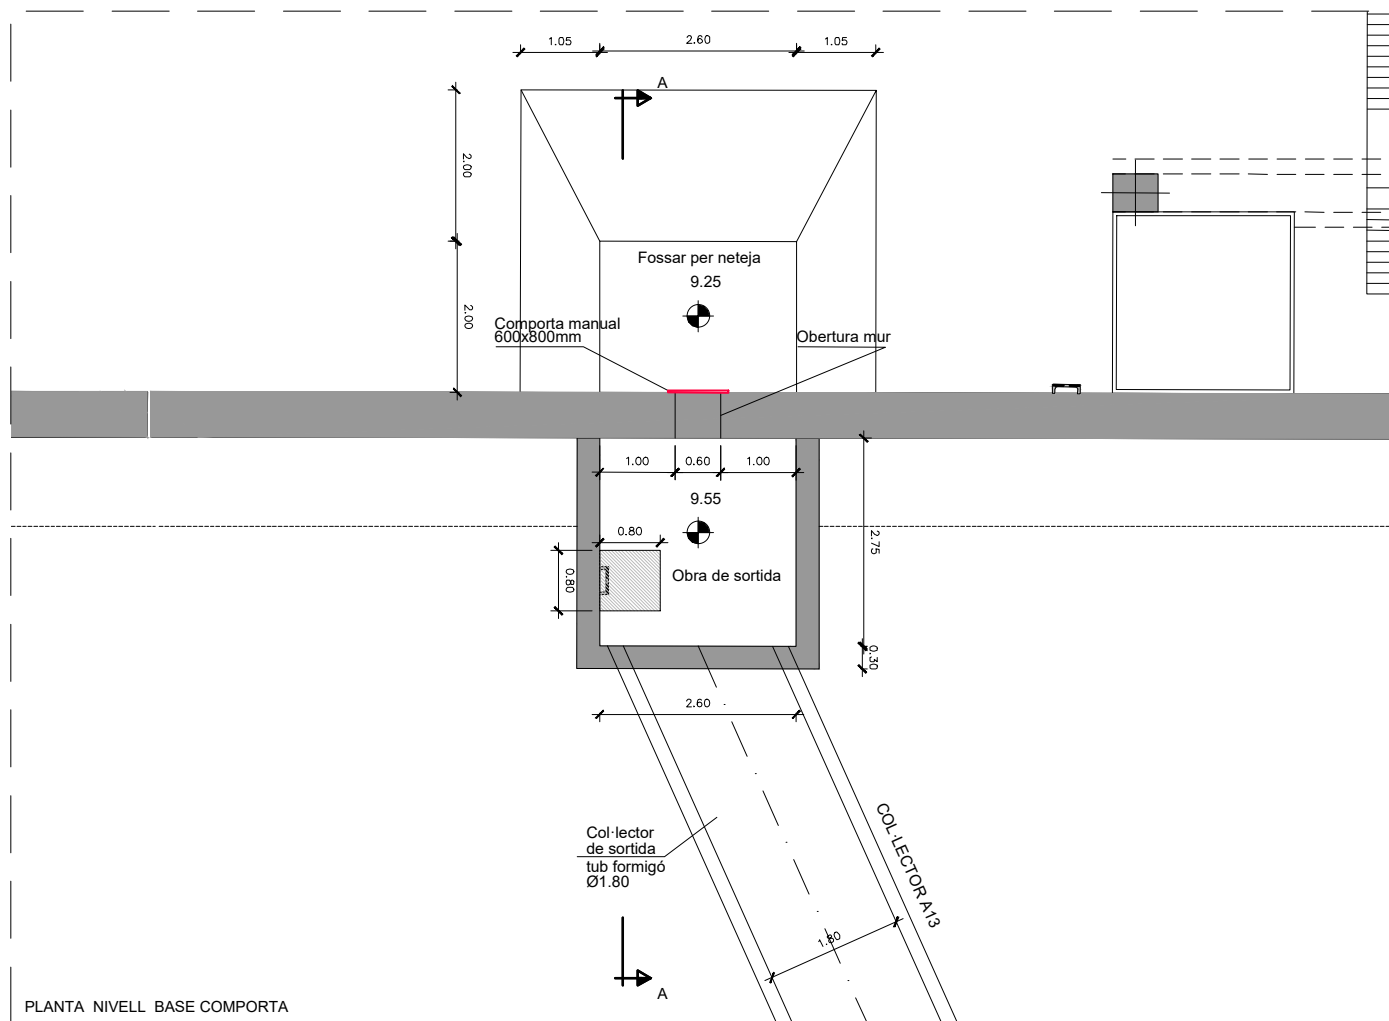 1.05
2.60
1.05
A
2.00
Fossar per neteja
9.25
2.00
Comporta manual
600x800mm
Obertura mur
1.00
0.60
1.00
9.55
0.80
2.75
0.80
Obra de sortida
0.30
2.60
Col·lector
de sortida
tub formigó
Ø1.80
COL·LECTOR A13
1.80
A
PLANTA NIVELL BASE COMPORTA